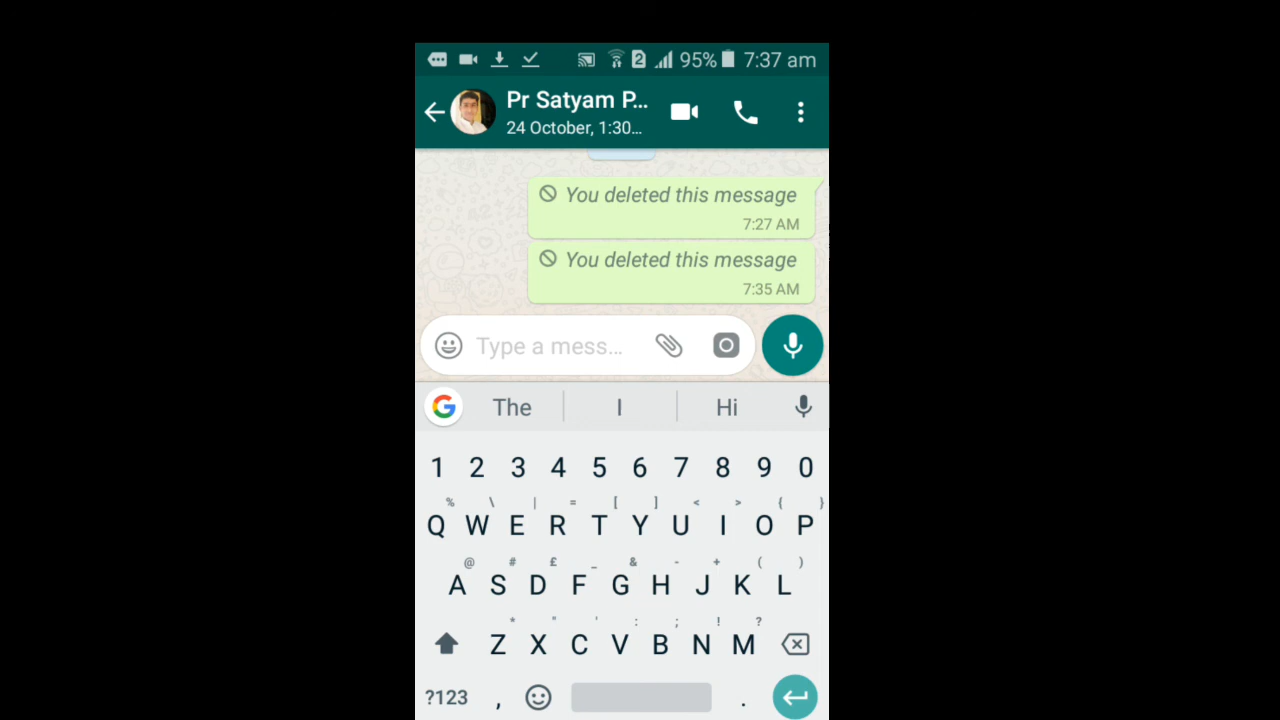 2 95% 7:37 am
Pr Satyam P...
24 October, 1:30...
You deleted this message
7:27 AM
You deleted this message
7:35 AM
Type a mess...
G The I Hi
1 2 3 4 5 6 7 8 9 0
% \ | = [ ] < > { }
Q W E R T Y U I O P
@ # £ _ & - + ( )
A S D F G H J K L
* " ' : ; ! ?
Z X C V B N M
?123 , .